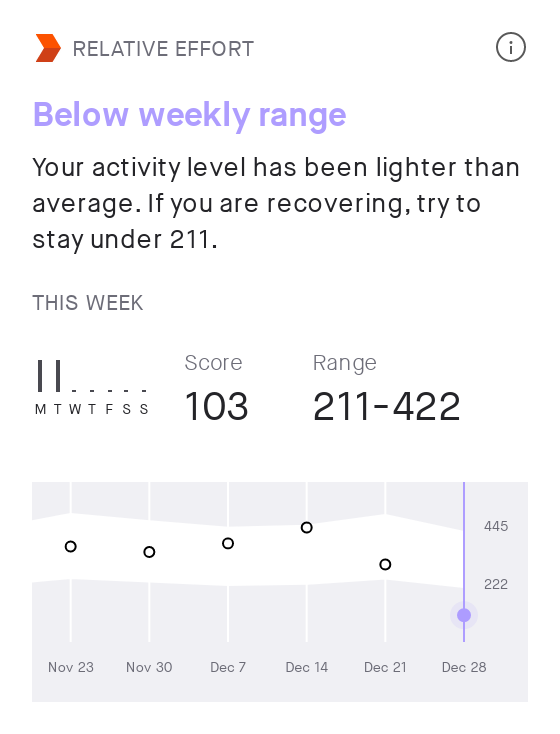 RELATIVE EFFORT
Below weekly range
Your activity level has been lighter than
average. If you are recovering, try to
stay under 211.
THIS WEEK
Score Range
103 211-422
M T W T F S S
445
222
Nov 23 Nov 30 Dec 7 Dec 14 Dec 21 Dec 28